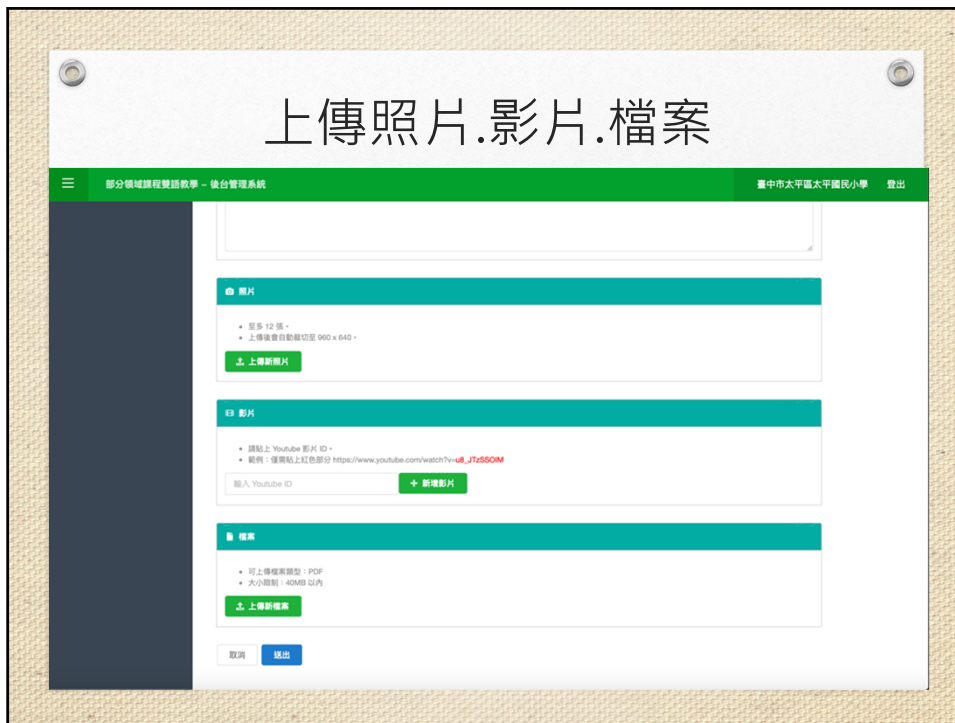 上傳照片.影片.檔案
部分領域課程雙語教學 – 後台管理系統
臺中市太平區太平國民小學 登出
照片
至多 12 張。
上傳後會自動裁切至 960 x 640。
上傳新照片
影片
請貼上 Youtube 影片 ID。
範例：僅需貼上紅色部分 https://www.youtube.com/watch?v=u8_JTzSSOIM
輸入 Youtube ID
新增影片
檔案
可上傳檔案類型：PDF
大小限制：40MB 以內
上傳新檔案
取消 送出